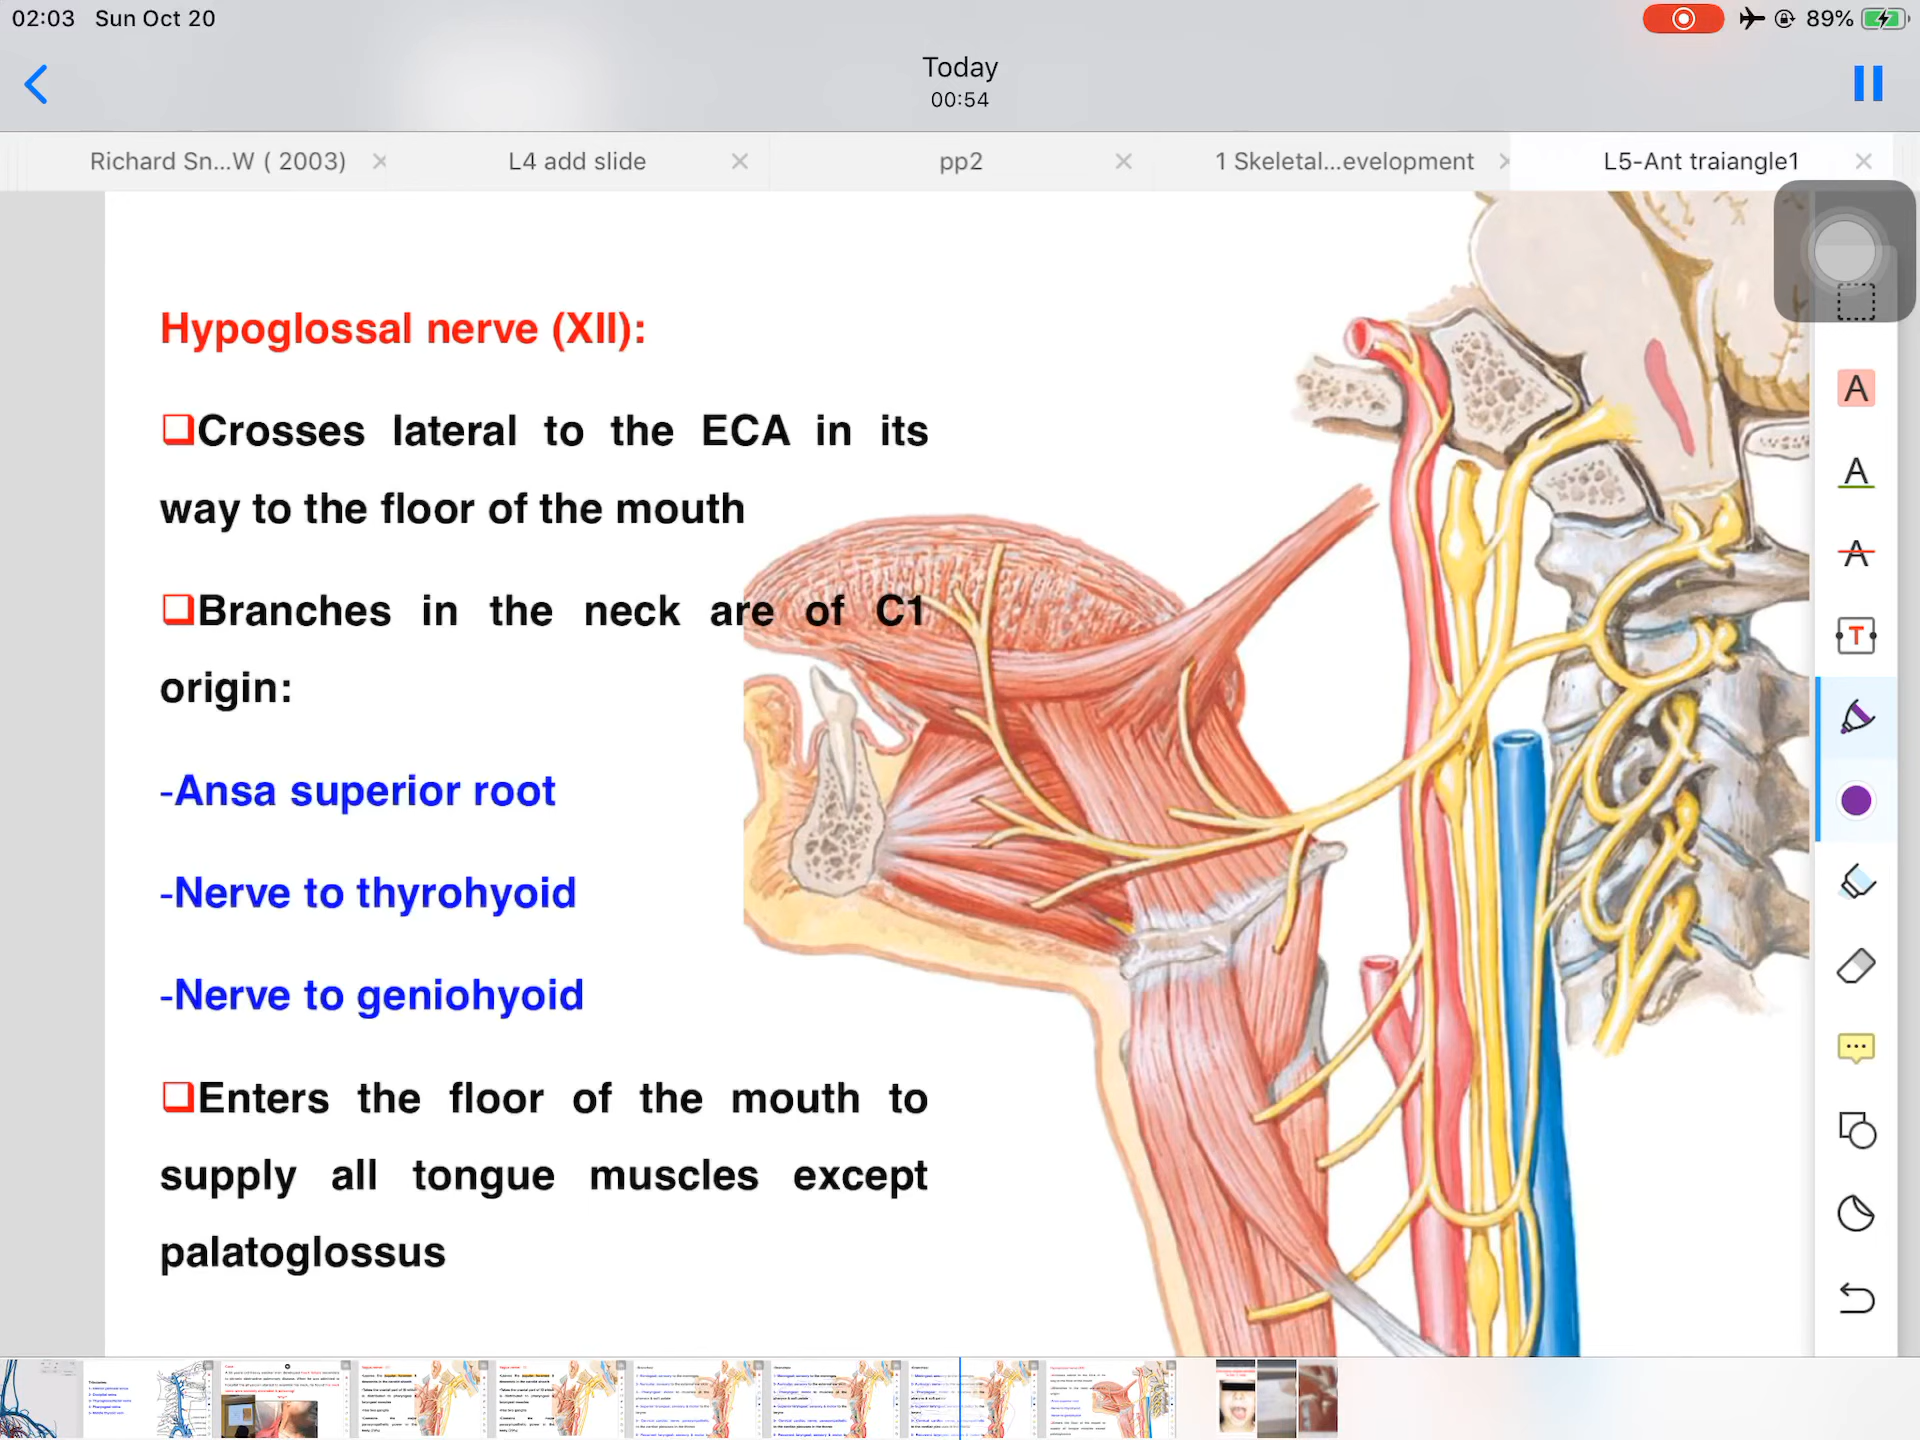 02:03 Sun Oct 20
89%
Today
00:54
Richard Sn...W ( 2003)
L4 add slide
pp2
1 Skeletal...evelopment
L5-Ant traiangle1
Hypoglossal nerve (XII):
Crosses lateral to the ECA in its
way to the floor of the mouth
Branches in the neck are of C1
origin:
-Ansa superior root
-Nerve to thyrohyoid
-Nerve to geniohyoid
Enters the floor of the mouth to
supply all tongue muscles except
palatoglossus
A
A
A
T